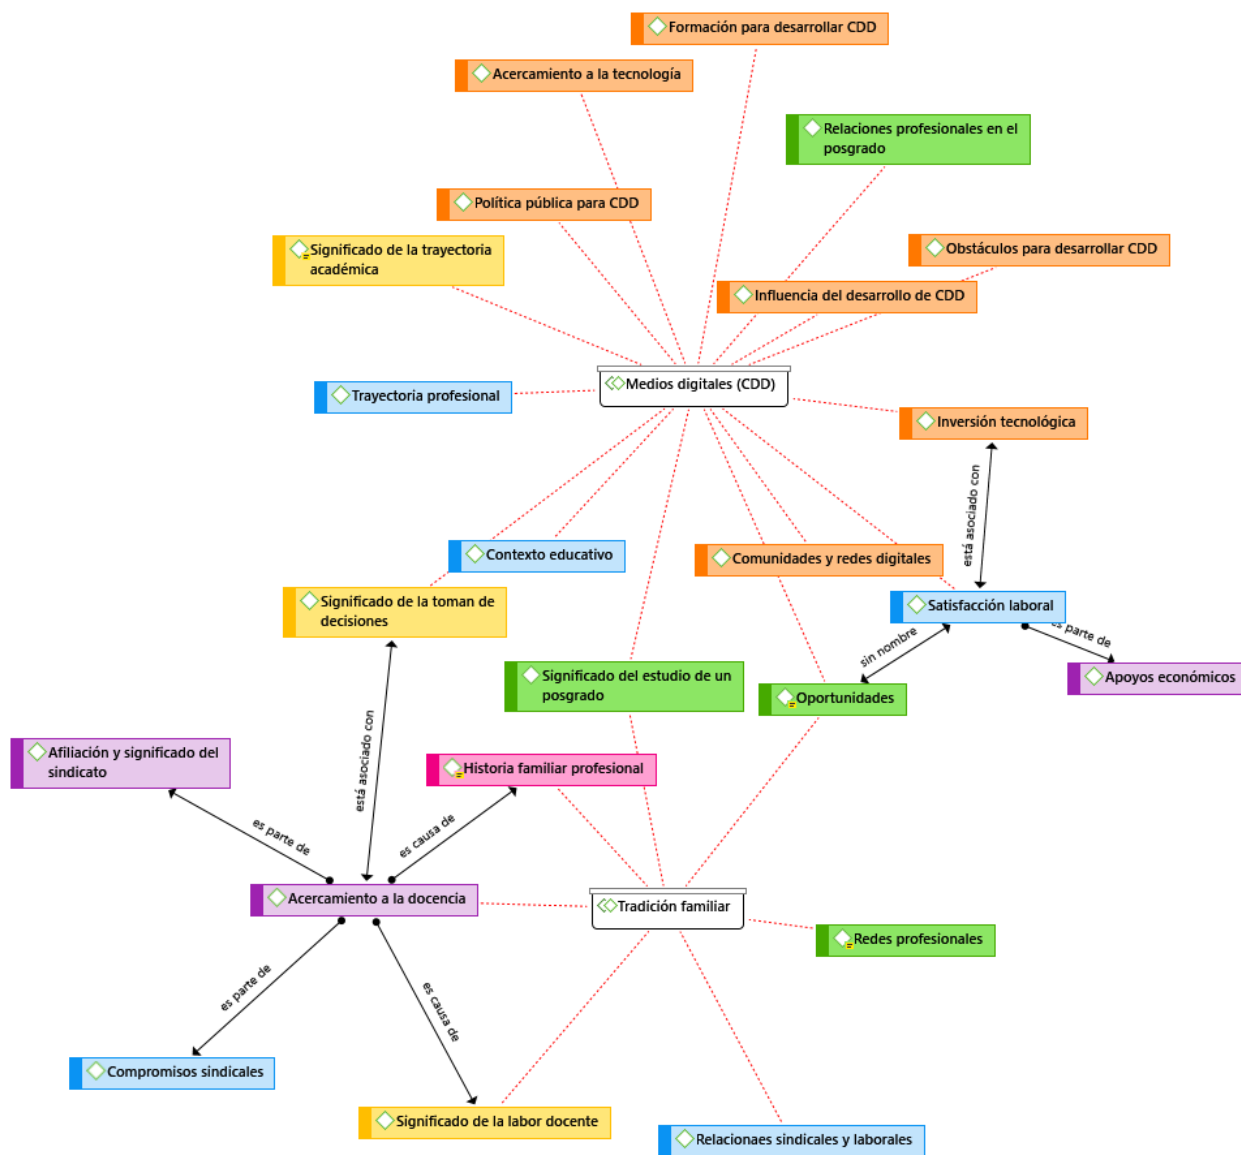 Formación para desarrollar CDD
Acercamiento a la tecnología
Relaciones profesionales en el
posgrado
Política pública para CDD
Significado de la trayectoria
académica
Obstáculos para desarrollar CDD
Influencia del desarrollo de CDD
Medios digitales (CDD)
Trayectoria profesional
Inversión tecnológica
está asociado con
Contexto educativo
Comunidades y redes digitales
Significado de la toman de
decisiones
Satisfacción laboral
es parte de
sin nombre
Apoyos económicos
Significado del estudio de un
posgrado
Oportunidades
está asociado con
Afiliación y significado del
sindicato
Historia familiar profesional
es parte de
es causa de
Acercamiento a la docencia
Tradición familiar
Redes profesionales
es parte de
es causa de
Compromisos sindicales
Significado de la labor docente
Relacionaes sindicales y laborales